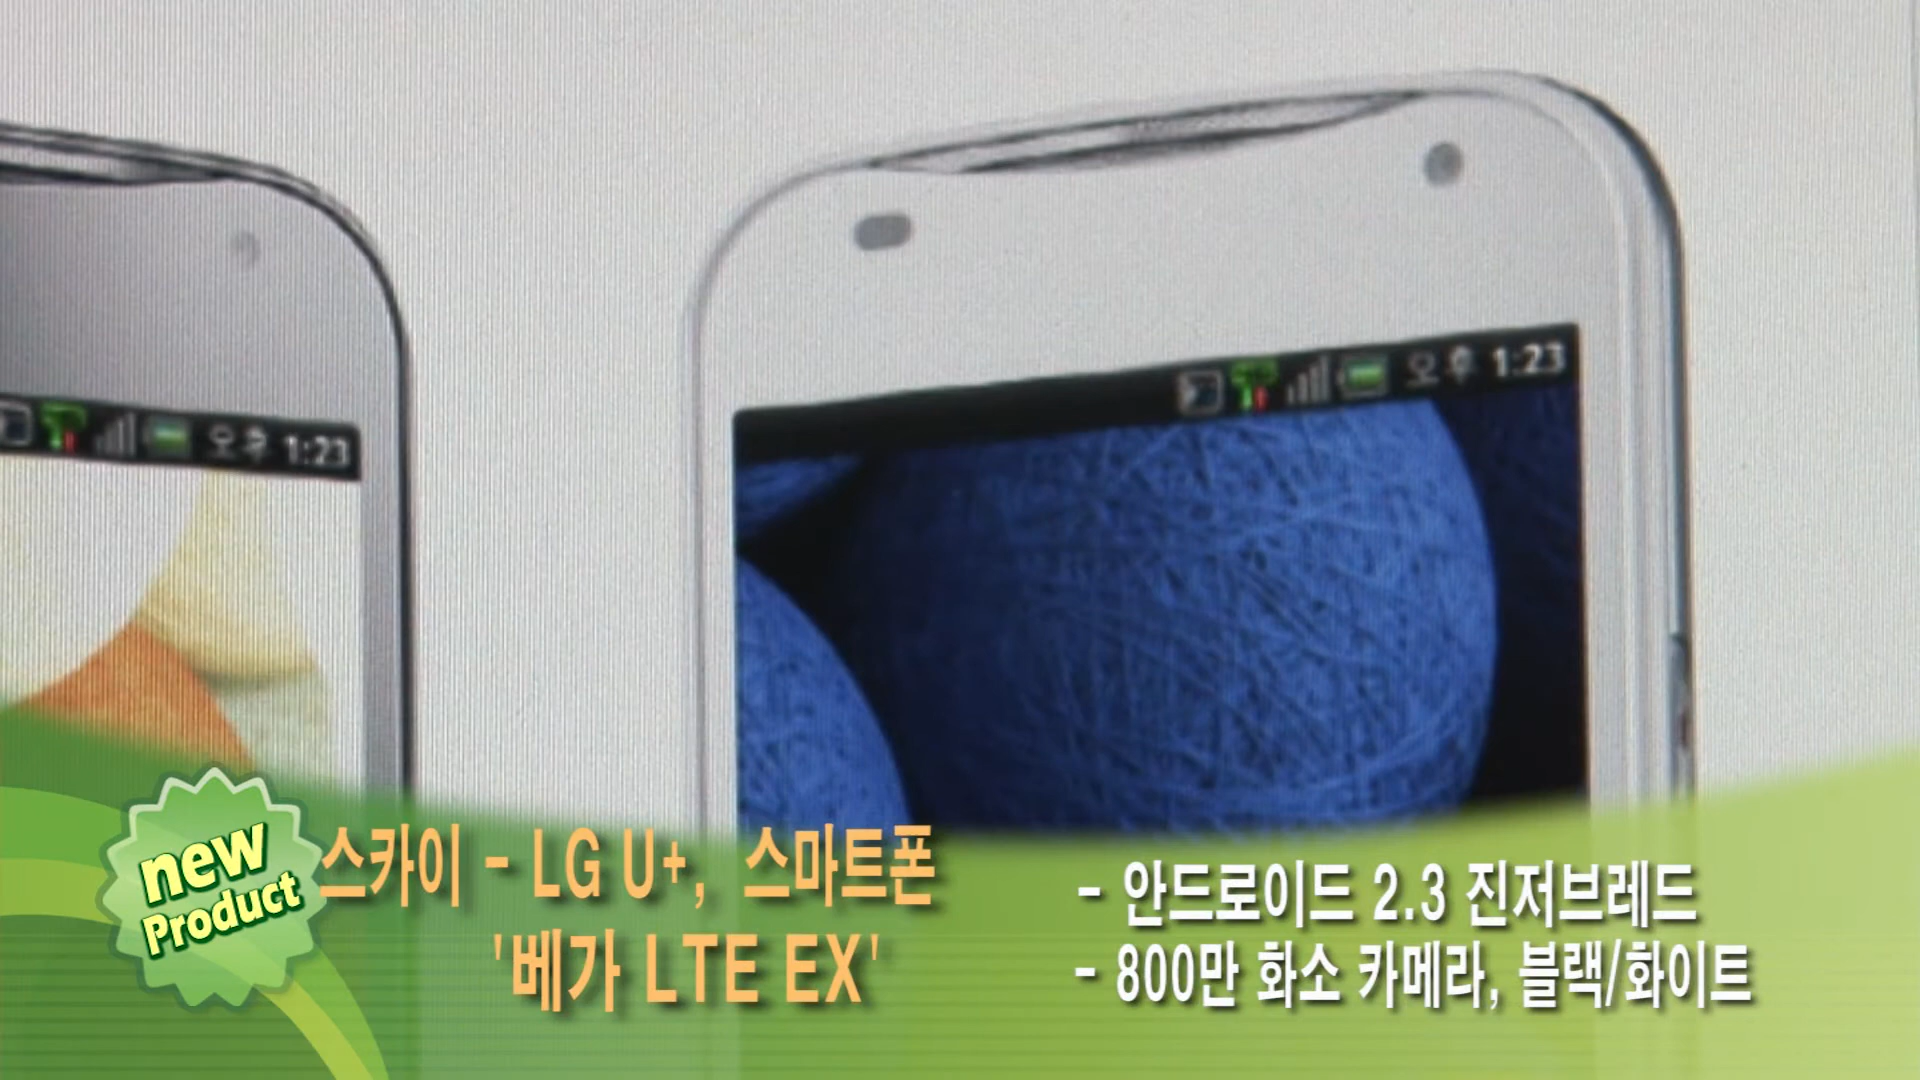 오후 1:23
오후 1:23
new
Product
스카이 - LG U+, 스마트폰
'베가 LTE EX'
- 안드로이드 2.3 진저브레드
- 800만 화소 카메라, 블랙/화이트